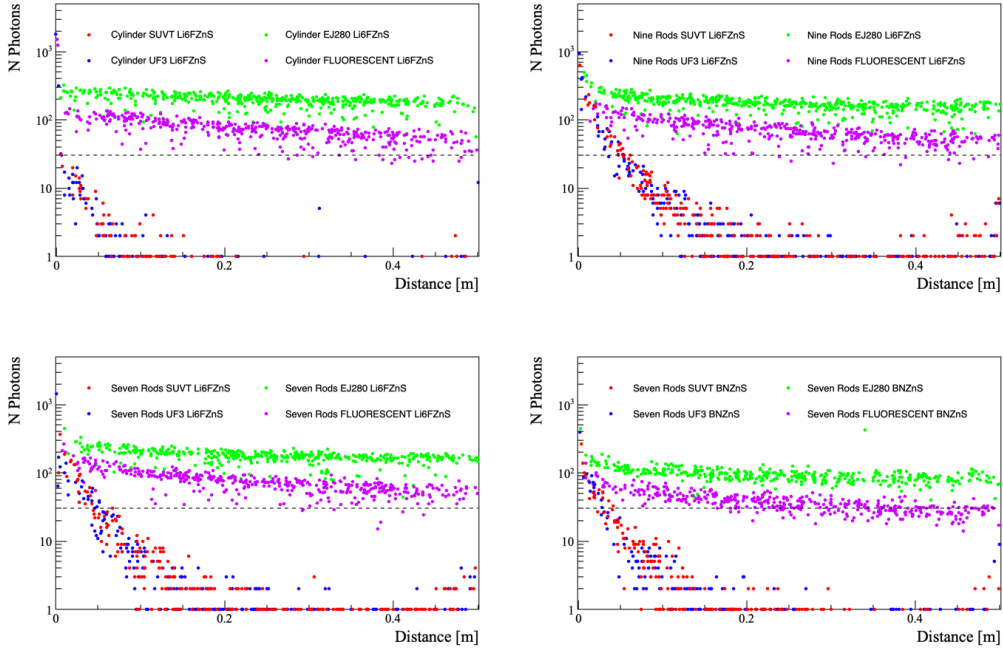 N Photons
Cylinder SUVT Li6FZnS
Cylinder EJ280 Li6FZnS
Cylinder UF3 Li6FZnS
Cylinder FLUORESCENT Li6FZnS
10³
10²
10
1
0
0.2
0.4
Distance [m]
N Photons
Nine Rods SUVT Li6FZnS
Nine Rods EJ280 Li6FZnS
Nine Rods UF3 Li6FZnS
Nine Rods FLUORESCENT Li6FZnS
10³
10²
10
1
0
0.2
0.4
Distance [m]
N Photons
Seven Rods SUVT Li6FZnS
Seven Rods EJ280 Li6FZnS
Seven Rods UF3 Li6FZnS
Seven Rods FLUORESCENT Li6FZnS
10³
10²
10
1
0
0.2
0.4
Distance [m]
N Photons
Seven Rods SUVT BNZnS
Seven Rods EJ280 BNZnS
Seven Rods UF3 BNZnS
Seven Rods FLUORESCENT BNZnS
10³
10²
10
1
0
0.2
0.4
Distance [m]